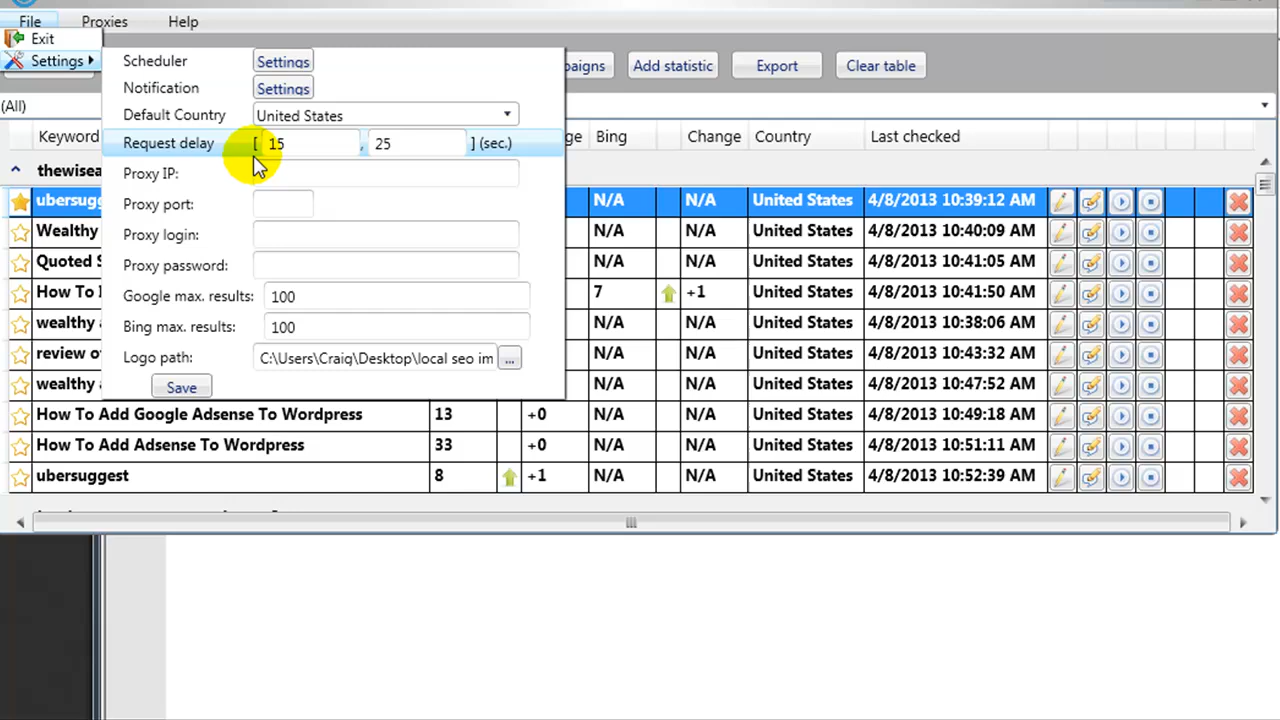 File Proxies Help
Exit
Settings
Scheduler Settings
Notification Settings
Default Country United States
Request delay [ 15 , 25 ] (sec.)
Proxy IP:
Proxy port:
Proxy login:
Proxy password:
Google max. results: 100
Bing max. results: 100
Logo path: C:\Users\Craig\Desktop\local seo im ...
Save
paigns Add statistic Export Clear table
(All)
Keyword ge Bing Change Country Last checked
thewisea
ubersugg N/A N/A United States 4/8/2013 10:39:12 AM
Wealthy N/A N/A United States 4/8/2013 10:40:09 AM
Quoted S N/A N/A United States 4/8/2013 10:41:05 AM
How To I 7 +1 United States 4/8/2013 10:41:50 AM
wealthy a N/A N/A United States 4/8/2013 10:38:06 AM
review of N/A N/A United States 4/8/2013 10:43:32 AM
wealthy a N/A N/A United States 4/8/2013 10:47:52 AM
How To Add Google Adsense To Wordpress 13 +0 N/A N/A United States 4/8/2013 10:49:18 AM
How To Add Adsense To Wordpress 33 +0 N/A N/A United States 4/8/2013 10:51:11 AM
ubersuggest 8 +1 N/A N/A United States 4/8/2013 10:52:39 AM